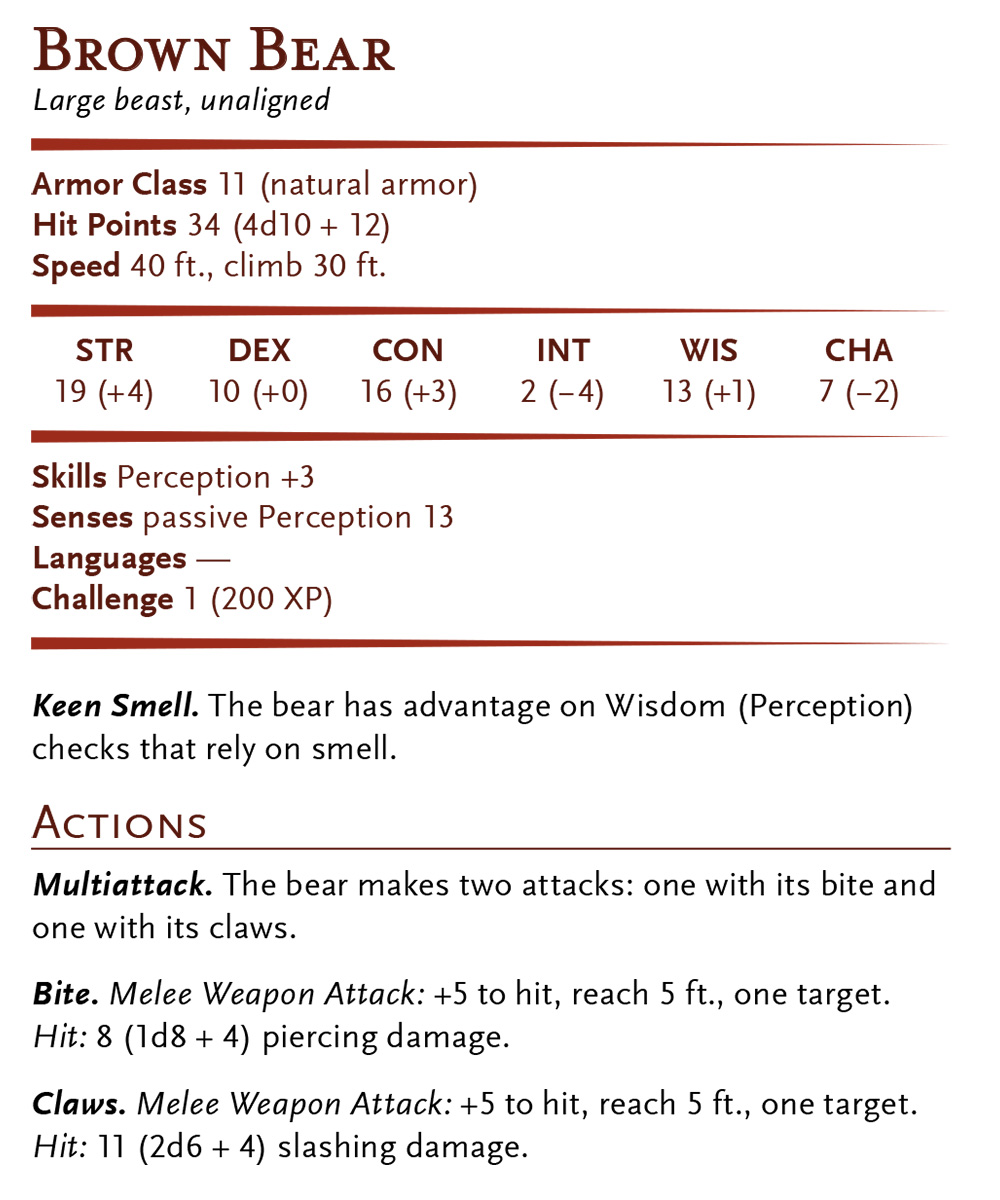 Brown Bear
Large beast, unaligned
Armor Class 11 (natural armor)
Hit Points 34 (4d10 + 12)
Speed 40 ft., climb 30 ft.
STR DEX CON INT WIS CHA
19 (+4) 10 (+0) 16 (+3) 2 (−4) 13 (+1) 7 (−2)
Skills Perception +3
Senses passive Perception 13
Languages —
Challenge 1 (200 XP)
Keen Smell. The bear has advantage on Wisdom (Perception)
checks that rely on smell.
Actions
Multiattack. The bear makes two attacks: one with its bite and
one with its claws.
Bite. Melee Weapon Attack: +5 to hit, reach 5 ft., one target.
Hit: 8 (1d8 + 4) piercing damage.
Claws. Melee Weapon Attack: +5 to hit, reach 5 ft., one target.
Hit: 11 (2d6 + 4) slashing damage.